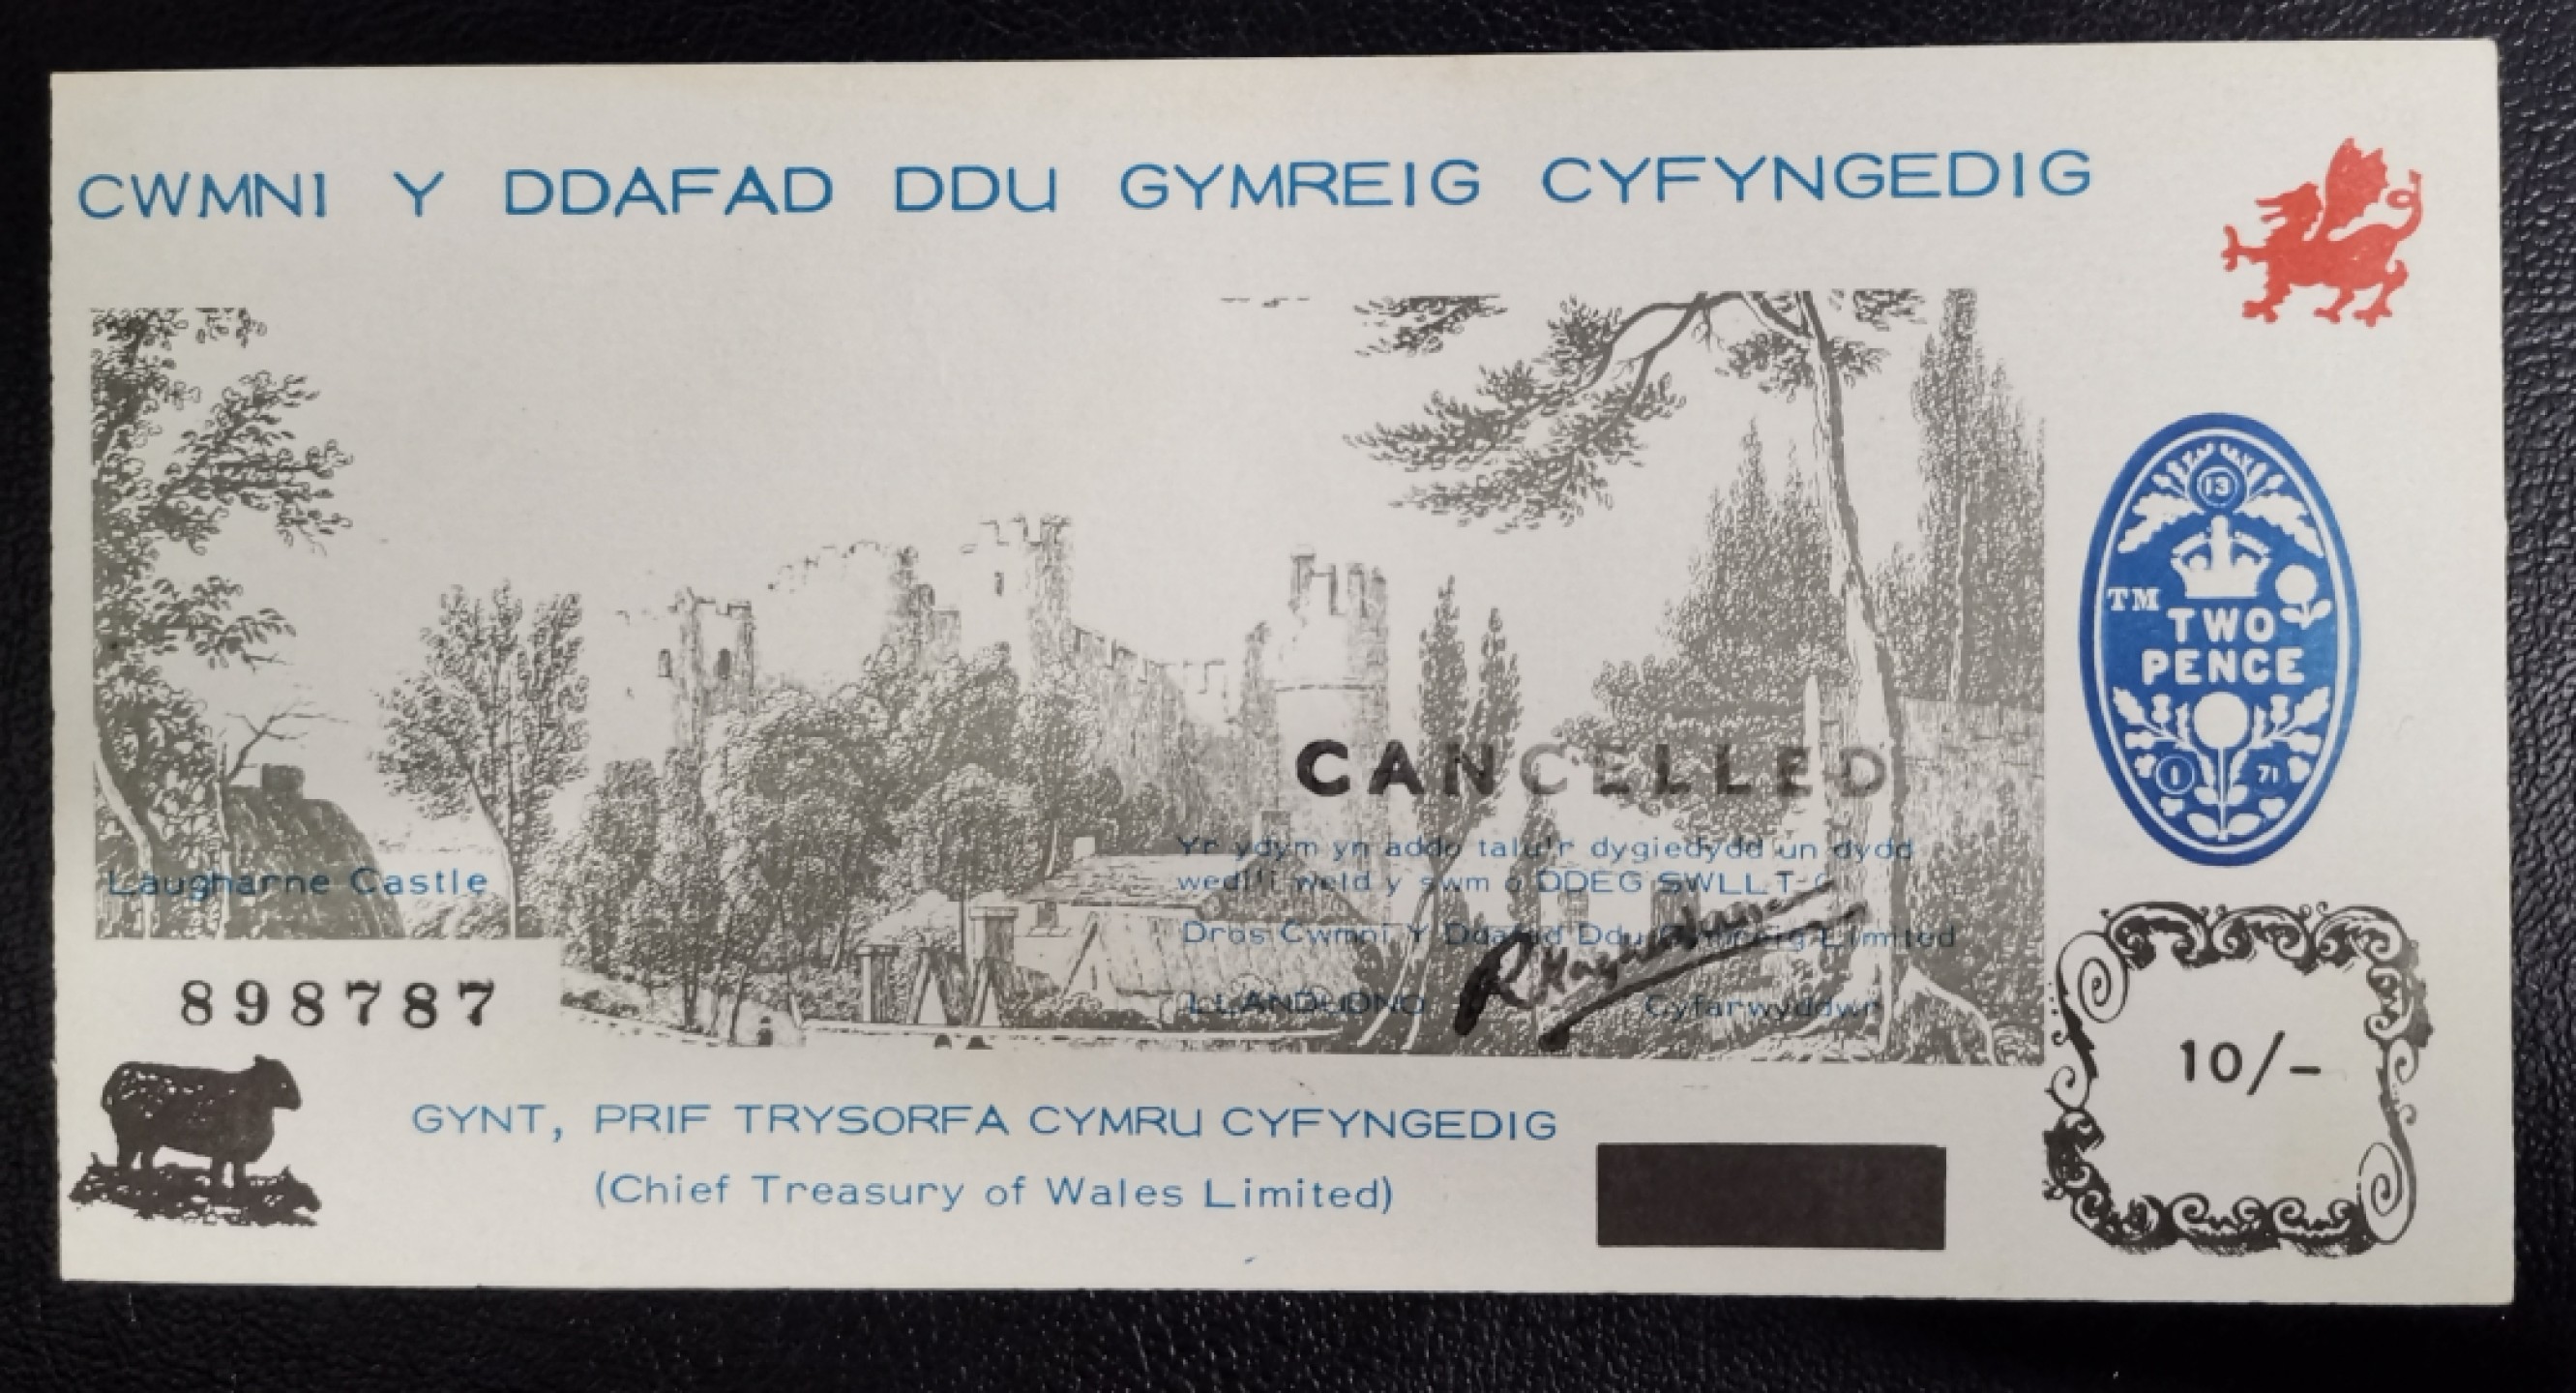 CWMNI Y DDAFAD DDU GYMREIG CYFYNGEDIG
13
TM
TWO
PENCE
1 71
CANCELLED
Yr ydym yn addo talu'r dygiedydd un dydd
wedi'i weld y swm o DDEG SWLLT
Laugharne Castle
Dros Cwmni Y Ddafad Ddu Gymreig Limited
898787
LLANDUDNO Cyfarwyddwr
10/-
GYNT, PRIF TRYSORFA CYMRU CYFYNGEDIG
(Chief Treasury of Wales Limited)